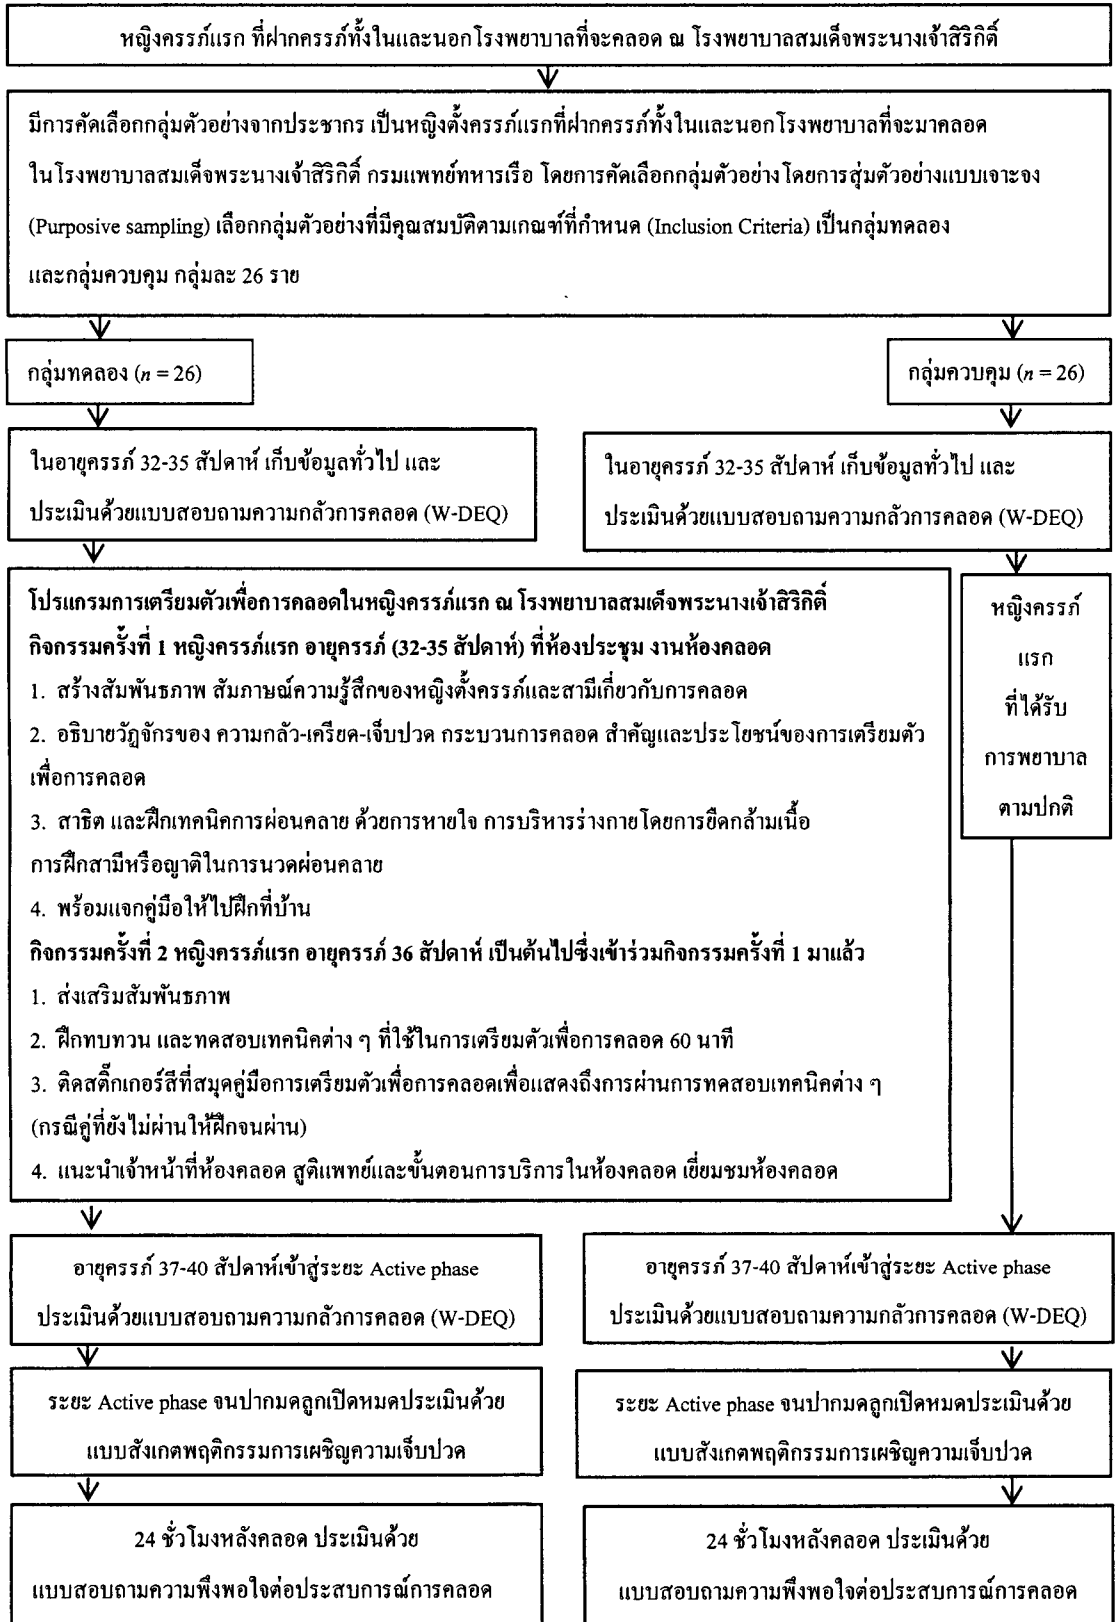 หญิงครรภ์แรก ที่ฝากครรภ์ทั้งในและนอกโรงพยาบาลที่จะคลอด ณ โรงพยาบาลสมเด็จพระนางเจ้าสิริกิติ์
มีการคัดเลือกกลุ่มตัวอย่างจากประชากร เป็นหญิงตั้งครรภ์แรกที่ฝากครรภ์ทั้งในและนอกโรงพยาบาลที่จะมาคลอด
ในโรงพยาบาลสมเด็จพระนางเจ้าสิริกิติ์ กรมแพทย์ทหารเรือ โดยการคัดเลือกกลุ่มตัวอย่างโดยการสุ่มตัวอย่างแบบเจาะจง
(Purposive sampling) เลือกกลุ่มตัวอย่างที่มีคุณสมบัติตามเกณฑ์ที่กำหนด (Inclusion Criteria) เป็นกลุ่มทดลอง
และกลุ่มควบคุม กลุ่มละ 26 ราย
กลุ่มทดลอง (n = 26)
กลุ่มควบคุม (n = 26)
ในอายุครรภ์ 32-35 สัปดาห์ เก็บข้อมูลทั่วไป และ
ประเมินด้วยแบบสอบถามความกลัวการคลอด (W-DEQ)
ในอายุครรภ์ 32-35 สัปดาห์ เก็บข้อมูลทั่วไป และ
ประเมินด้วยแบบสอบถามความกลัวการคลอด (W-DEQ)
โปรแกรมการเตรียมตัวเพื่อการคลอดในหญิงครรภ์แรก ณ โรงพยาบาลสมเด็จพระนางเจ้าสิริกิติ์
กิจกรรมครั้งที่ 1 หญิงครรภ์แรก อายุครรภ์ (32-35 สัปดาห์) ที่ห้องประชุม งานห้องคลอด
1. สร้างสัมพันธภาพ สัมภาษณ์ความรู้สึกของหญิงตั้งครรภ์และสามีเกี่ยวกับการคลอด
2. อธิบายวัฏจักรของ ความกลัว-เครียด-เจ็บปวด กระบวนการคลอด สำคัญและประโยชน์ของการเตรียมตัว
เพื่อการคลอด
3. สาธิต และฝึกเทคนิคการผ่อนคลาย ด้วยการหายใจ การบริหารร่างกายโดยการยืดกล้ามเนื้อ
การฝึกสามีหรือญาติในการนวดผ่อนคลาย
4. พร้อมแจกคู่มือให้ไปฝึกที่บ้าน
กิจกรรมครั้งที่ 2 หญิงครรภ์แรก อายุครรภ์ 36 สัปดาห์ เป็นต้นไปซึ่งเข้าร่วมกิจกรรมครั้งที่ 1 มาแล้ว
1. ส่งเสริมสัมพันธภาพ
2. ฝึกทบทวน และทดสอบเทคนิคต่าง ๆ ที่ใช้ในการเตรียมตัวเพื่อการคลอด 60 นาที
3. ติดสติ๊กเกอร์สีที่สมุดคู่มือการเตรียมตัวเพื่อการคลอดเพื่อแสดงถึงการผ่านการทดสอบเทคนิคต่าง ๆ
(กรณีคู่ที่ยังไม่ผ่านให้ฝึกจนผ่าน)
4. แนะนำเจ้าหน้าที่ห้องคลอด สูติแพทย์และขั้นตอนการบริการในห้องคลอด เยี่ยมชมห้องคลอด
หญิงครรภ์
แรก
ที่ได้รับ
การพยาบาล
ตามปกติ
อายุครรภ์ 37-40 สัปดาห์เข้าสู่ระยะ Active phase
ประเมินด้วยแบบสอบถามความกลัวการคลอด (W-DEQ)
อายุครรภ์ 37-40 สัปดาห์เข้าสู่ระยะ Active phase
ประเมินด้วยแบบสอบถามความกลัวการคลอด (W-DEQ)
ระยะ Active phase จนปากมดลูกเปิดหมดประเมินด้วย
แบบสังเกตพฤติกรรมการเผชิญความเจ็บปวด
ระยะ Active phase จนปากมดลูกเปิดหมดประเมินด้วย
แบบสังเกตพฤติกรรมการเผชิญความเจ็บปวด
24 ชั่วโมงหลังคลอด ประเมินด้วย
แบบสอบถามความพึงพอใจต่อประสบการณ์การคลอด
24 ชั่วโมงหลังคลอด ประเมินด้วย
แบบสอบถามความพึงพอใจต่อประสบการณ์การคลอด